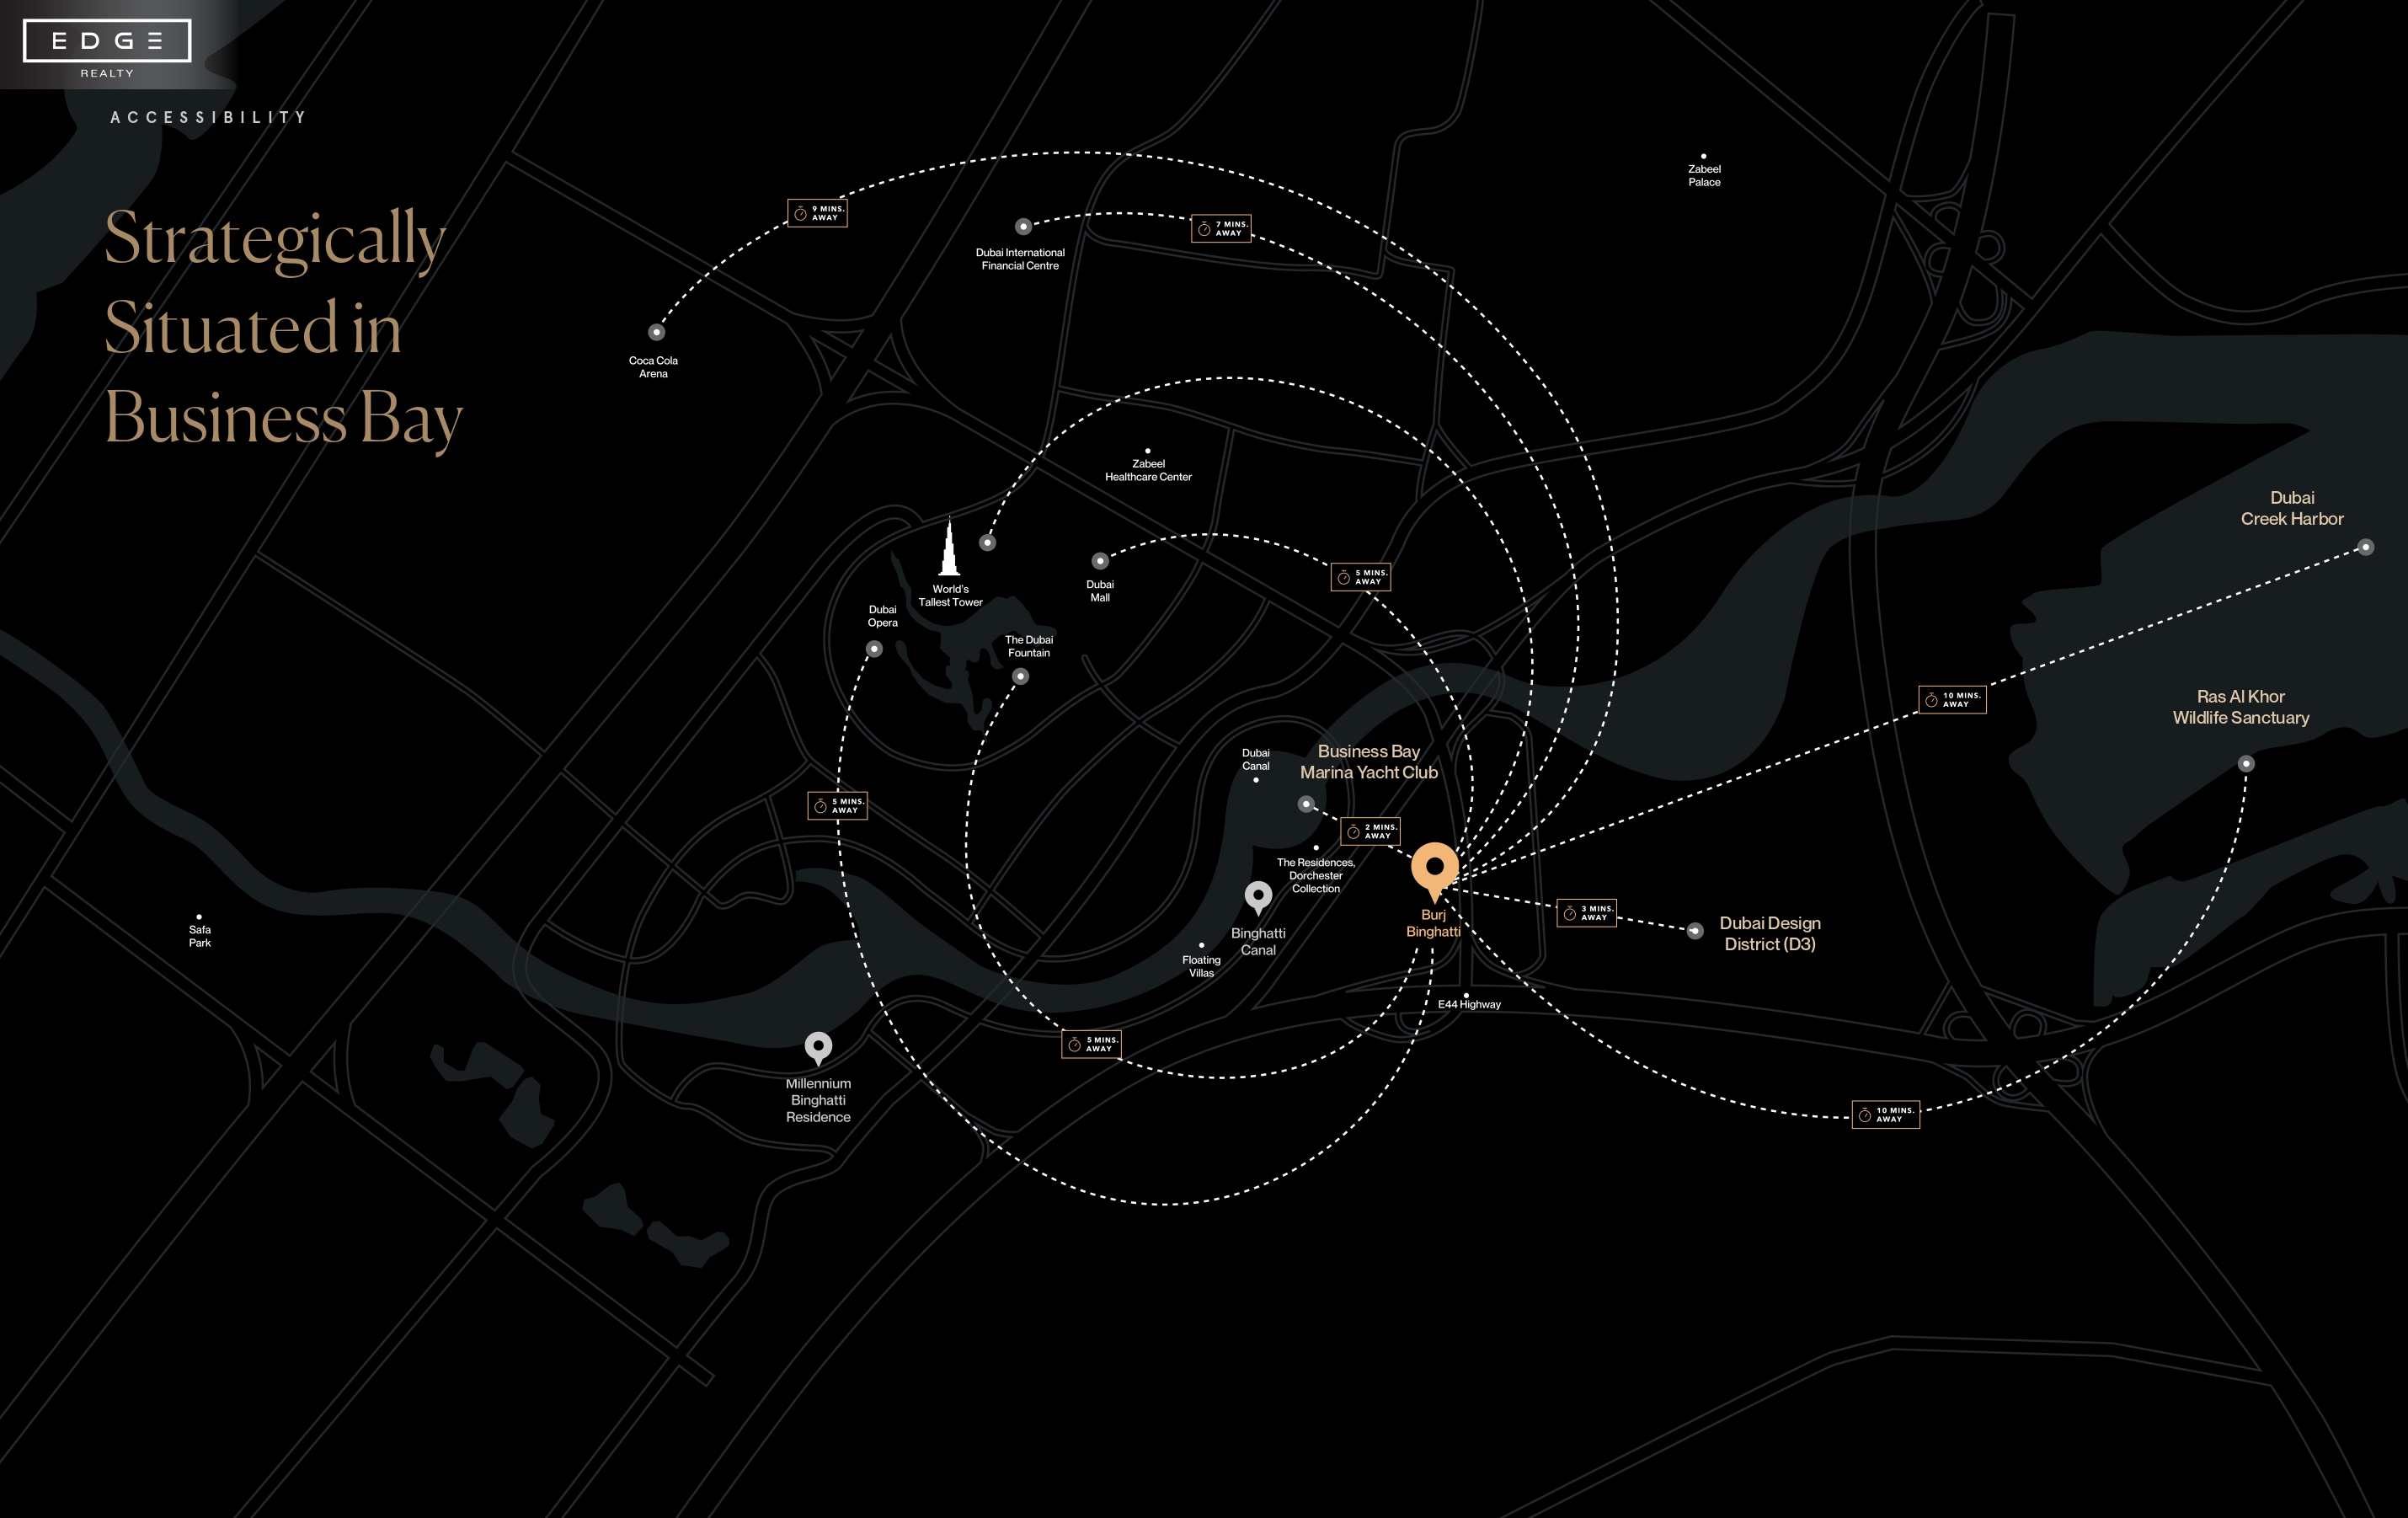 EDGE
REALTY
ACCESSIBILITY
Strategically
Situated in
Business Bay
Zabeel
Palace
9 MINS.
AWAY
7 MINS.
AWAY
Dubai International
Financial Centre
Coca Cola
Arena
Zabeel
Healthcare Center
Dubai
Creek Harbor
5 MINS.
AWAY
World's
Tallest Tower
Dubai
Mall
Dubai
Opera
The Dubai
Fountain
10 MINS.
AWAY
Ras Al Khor
Wildlife Sanctuary
Dubai
Canal
Business Bay
Marina Yacht Club
5 MINS.
AWAY
2 MINS.
AWAY
The Residences,
Dorchester
Collection
Burj
Binghatti
3 MINS.
AWAY
Dubai Design
District (D3)
Safa
Park
Binghatti
Canal
Floating
Villas
E44 Highway
5 MINS.
AWAY
Millennium
Binghatti
Residence
10 MINS.
AWAY